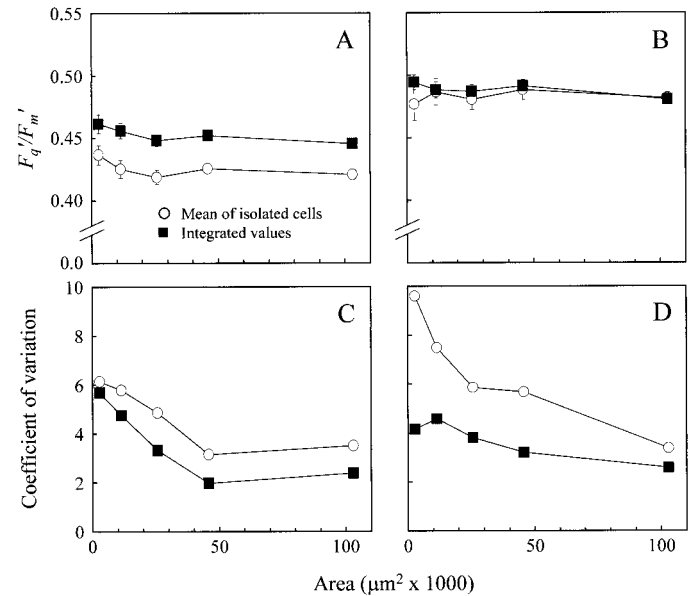 0.55
0.50
0.45
0.40
0.0
Fq'/Fm'
A
B
Mean of isolated cells
Integrated values
10
8
6
4
2
0
Coefficient of variation
C
D
0 50 100
0 50 100
Area (μm² x 1000)